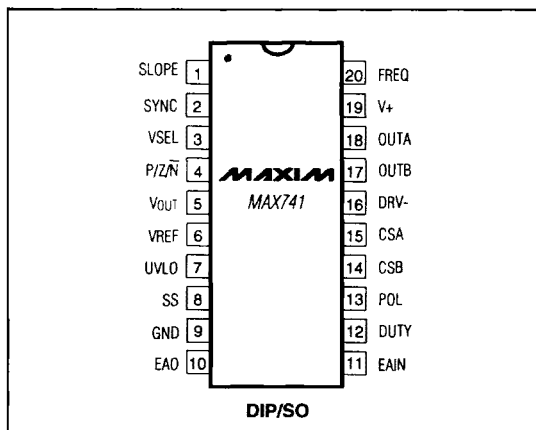 SLOPE 1
SYNC 2
VSEL 3
P/Z/N̅ 4
VOUT 5
VREF 6
UVLO 7
SS 8
GND 9
EAO 10
MAXIM
MAX741
20 FREQ
19 V+
18 OUTA
17 OUTB
16 DRV-
15 CSA
14 CSB
13 POL
12 DUTY
11 EAIN
DIP/SO